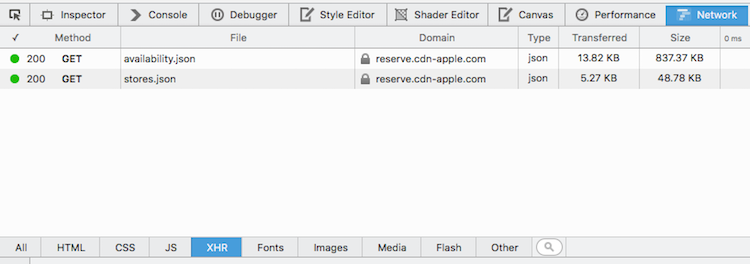 Inspector Console Debugger Style Editor Shader Editor Canvas Performance Network
✓ Method File Domain Type Transferred Size 0 ms
200 GET availability.json reserve.cdn-apple.com json 13.82 KB 837.37 KB
200 GET stores.json reserve.cdn-apple.com json 5.27 KB 48.78 KB
All HTML CSS JS XHR Fonts Images Media Flash Other